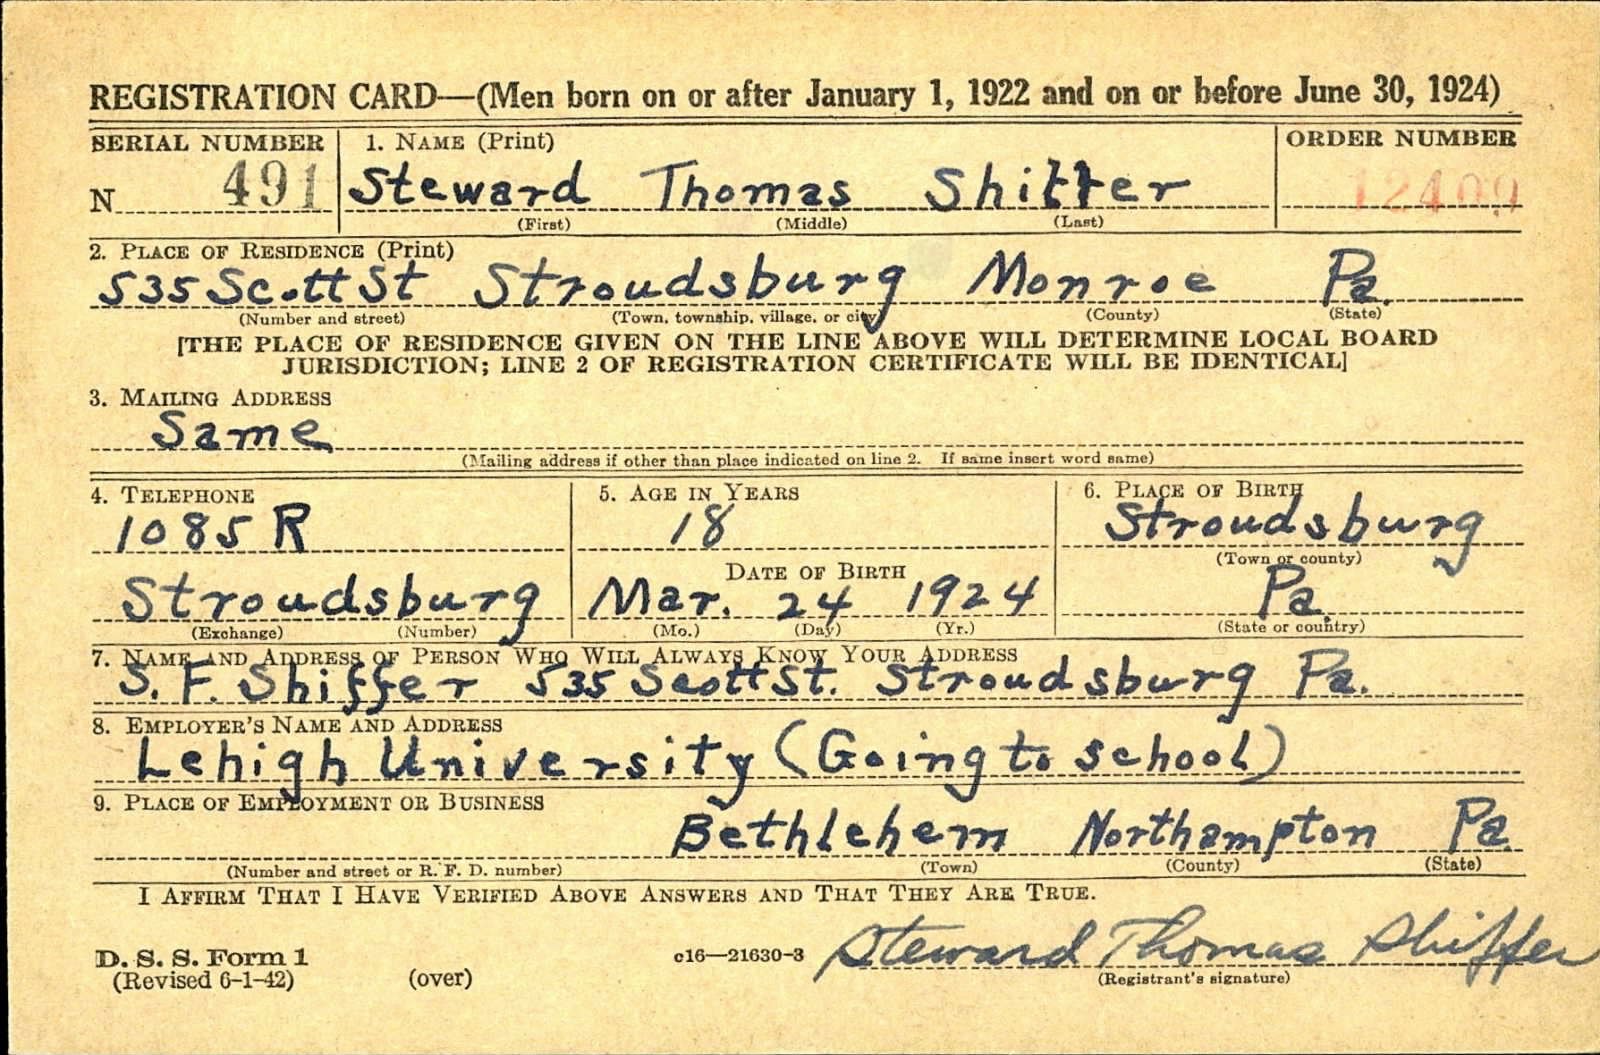 REGISTRATION CARD—(Men born on or after January 1, 1922 and on or before June 30, 1924)
SERIAL NUMBER 1. NAME (Print) ORDER NUMBER
N 491 Steward Thomas Shiffer 12409
(First) (Middle) (Last)
2. PLACE OF RESIDENCE (Print)
535 Scott St Stroudsburg Monroe Pa.
(Number and street) (Town, township, village, or city) (County) (State)
[THE PLACE OF RESIDENCE GIVEN ON THE LINE ABOVE WILL DETERMINE LOCAL BOARD
JURISDICTION; LINE 2 OF REGISTRATION CERTIFICATE WILL BE IDENTICAL]
3. MAILING ADDRESS
Same
(Mailing address if other than place indicated on line 2. If same insert word same)
4. TELEPHONE 5. AGE IN YEARS 6. PLACE OF BIRTH
1085 R 18 Stroudsburg
(Town or county)
DATE OF BIRTH
Stroudsburg Mar. 24 1924 Pa.
(Exchange) (Number) (Mo.) (Day) (Yr.) (State or country)
7. NAME AND ADDRESS OF PERSON WHO WILL ALWAYS KNOW YOUR ADDRESS
S. F. Shiffer 535 Scott St. Stroudsburg Pa.
8. EMPLOYER'S NAME AND ADDRESS
Lehigh University (Going to school)
9. PLACE OF EMPLOYMENT OR BUSINESS
Bethlehem Northampton Pa.
(Number and street or R. F. D. number) (Town) (County) (State)
I AFFIRM THAT I HAVE VERIFIED ABOVE ANSWERS AND THAT THEY ARE TRUE.
D. S. S. Form 1 c16—21630-3 Steward Thomas Shiffer
(Revised 6-1-42) (over) (Registrant's signature)